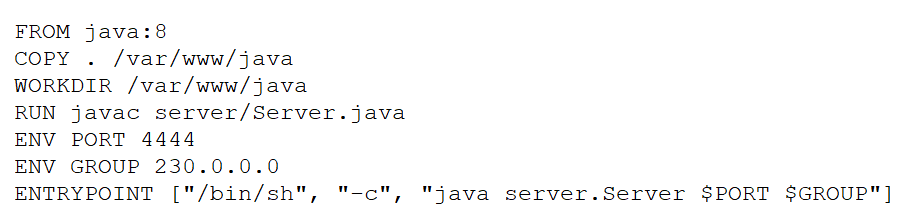 FROM java:8
COPY . /var/www/java
WORKDIR /var/www/java
RUN javac server/Server.java
ENV PORT 4444
ENV GROUP 230.0.0.0
ENTRYPOINT ["/bin/sh", "-c", "java server.Server $PORT $GROUP"]